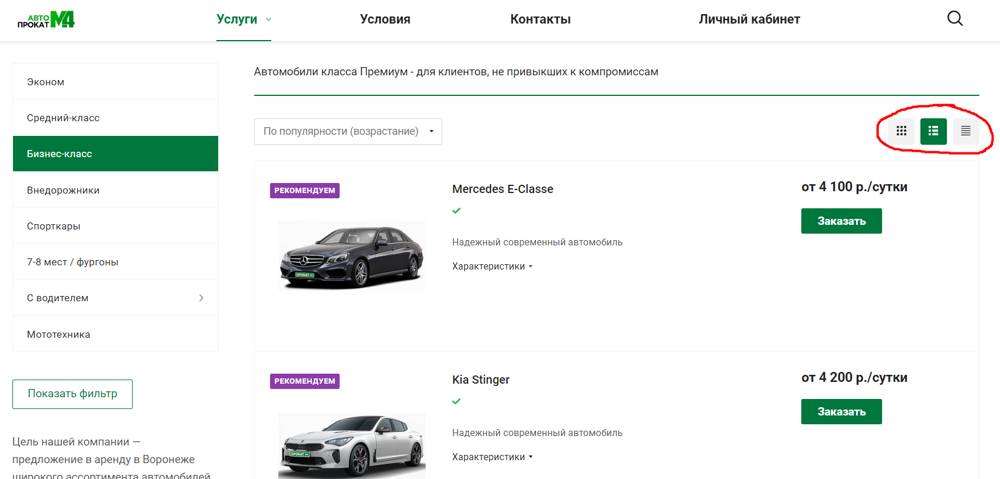 АВТО
ПРОКАТ М4
Услуги
Условия
Контакты
Личный кабинет
Эконом
Средний-класс
Бизнес-класс
Внедорожники
Спорткары
7-8 мест / фургоны
С водителем
Мототехника
Показать фильтр
Цель нашей компании —
предложение в аренду в Воронеже
широкого ассортимента автомобилей
Автомобили класса Премиум - для клиентов, не привыкших к компромиссам
По популярности (возрастание)
РЕКОМЕНДУЕМ
Mercedes E-Classe
Надежный современный автомобиль
Характеристики
от 4 100 р./сутки
Заказать
РЕКОМЕНДУЕМ
Kia Stinger
Надежный современный автомобиль
Характеристики
от 4 200 р./сутки
Заказать